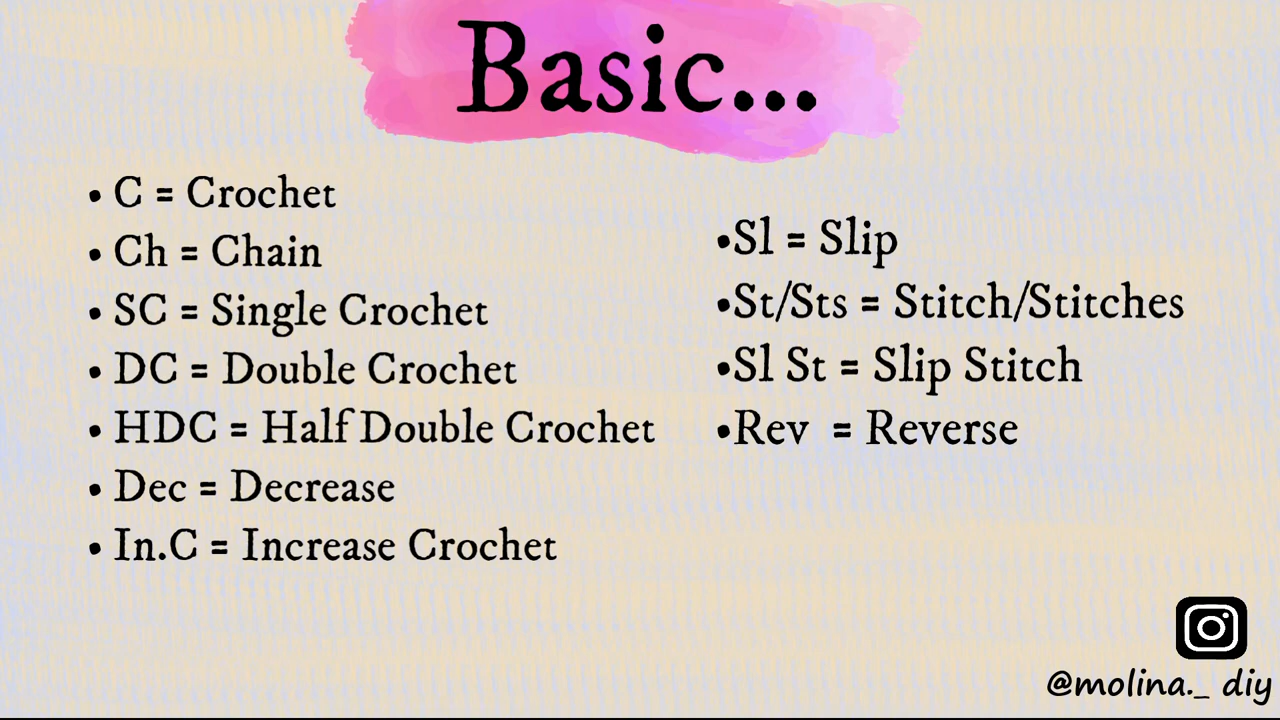 Basic...
• C = Crochet
• Ch = Chain
• SC = Single Crochet
• DC = Double Crochet
• HDC = Half Double Crochet
• Dec = Decrease
• In.C = Increase Crochet
•Sl = Slip
•St/Sts = Stitch/Stitches
•Sl St = Slip Stitch
•Rev = Reverse
@molina._ diy